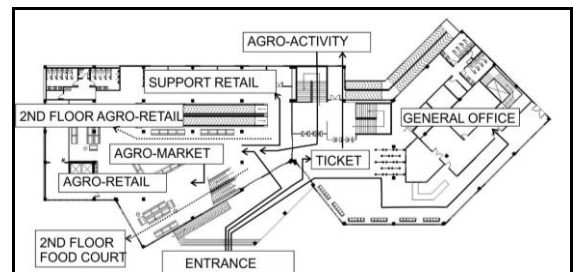 AGRO-ACTIVITY
SUPPORT RETAIL
2ND FLOOR AGRO-RETAIL
GENERAL OFFICE
AGRO-MARKET
TICKET
AGRO-RETAIL
2ND FLOOR
FOOD COURT
ENTRANCE